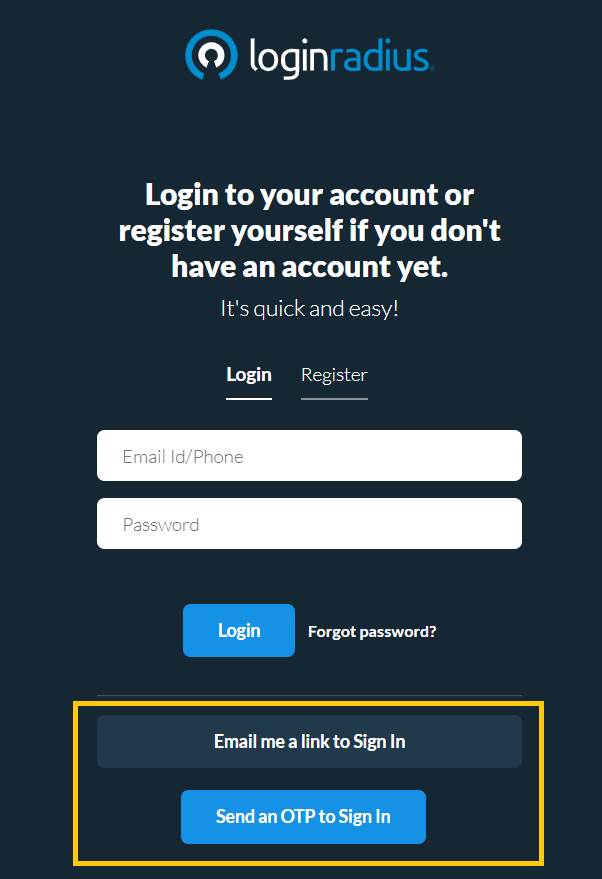 loginradius
Login to your account or
register yourself if you don't
have an account yet.
It's quick and easy!
Login Register
Email Id/Phone
Password
Login Forgot password?
Email me a link to Sign In
Send an OTP to Sign In